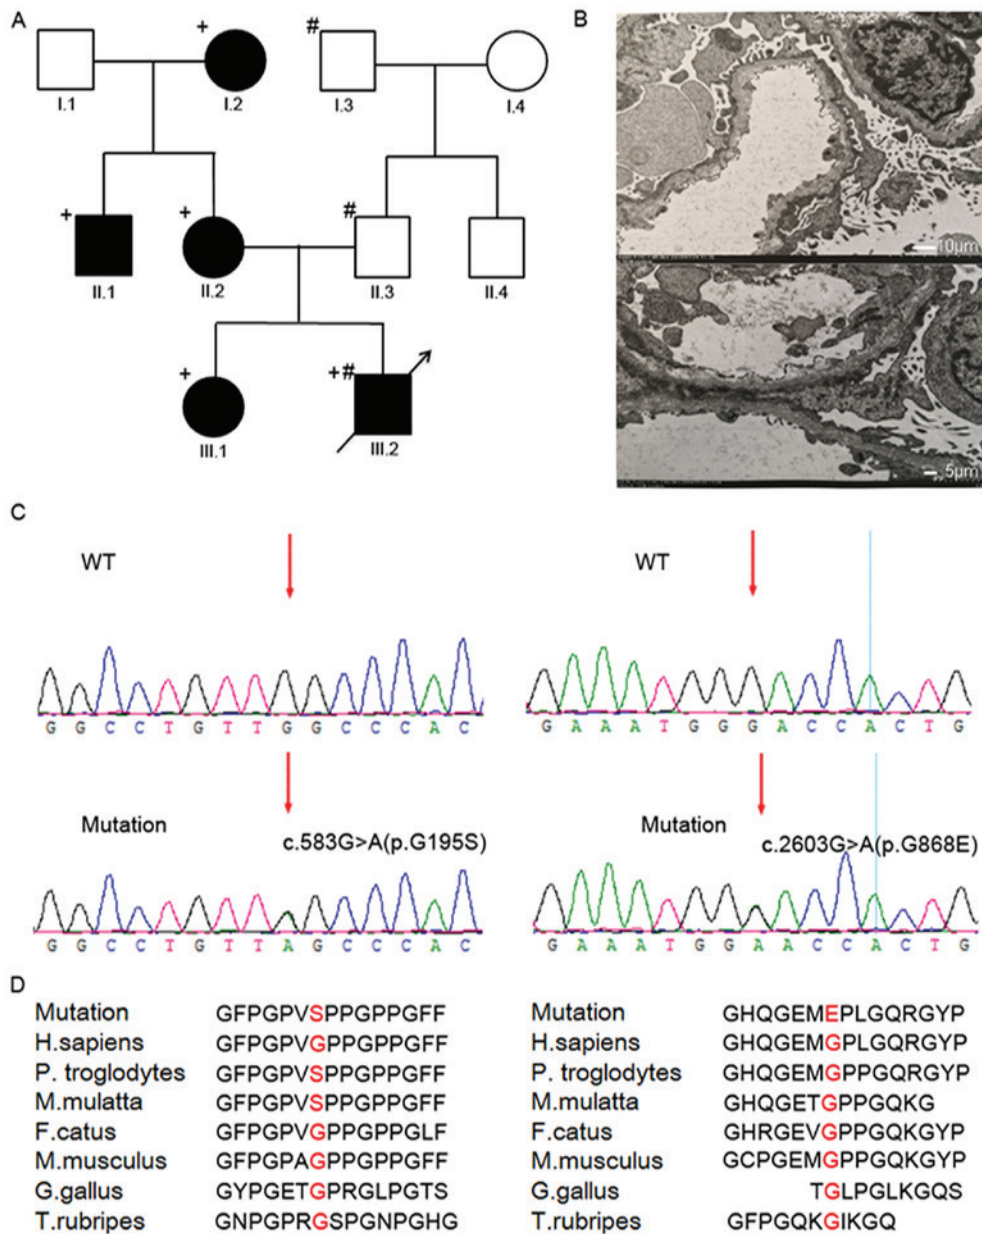 A
B
+
#
I.1
I.2
I.3
I.4
+
+
#
II.1
II.2
II.3
II.4
+
+#
III.1
III.2
10μm
5μm
C
WT
WT
G G C C T G T T G G C C C A C
G A A A T G G G A C C A C T G
Mutation
c.583G>A(p.G195S)
Mutation
c.2603G>A(p.G868E)
G G C C T G T T A G C C C A C
G A A A T G G A A C C A C T G
D
Mutation GFPGPVSPPGPPGFF
H.sapiens GFPGPVGPPGPPGFF
P. troglodytes GFPGPVSPPGPPGFF
M.mulatta GFPGPVSPPGPPGFF
F.catus GFPGPVGPPGPPGLF
M.musculus GFPGPAGPPGPPGFF
G.gallus GYPGETGPRGLPGTS
T.rubripes GNPGPRGSPGNPGHG
Mutation GHQGEMEPLGQRGYP
H.sapiens GHQGEMGPLGQRGYP
P. troglodytes GHQGEMGPPGQRGYP
M.mulatta GHQGETGPPGQKG
F.catus GHRGEVGPPGQKGYP
M.musculus GCPGEMGPPGQKGYP
G.gallus TGLPGLKGQS
T.rubripes GFPGQKGIKGQ